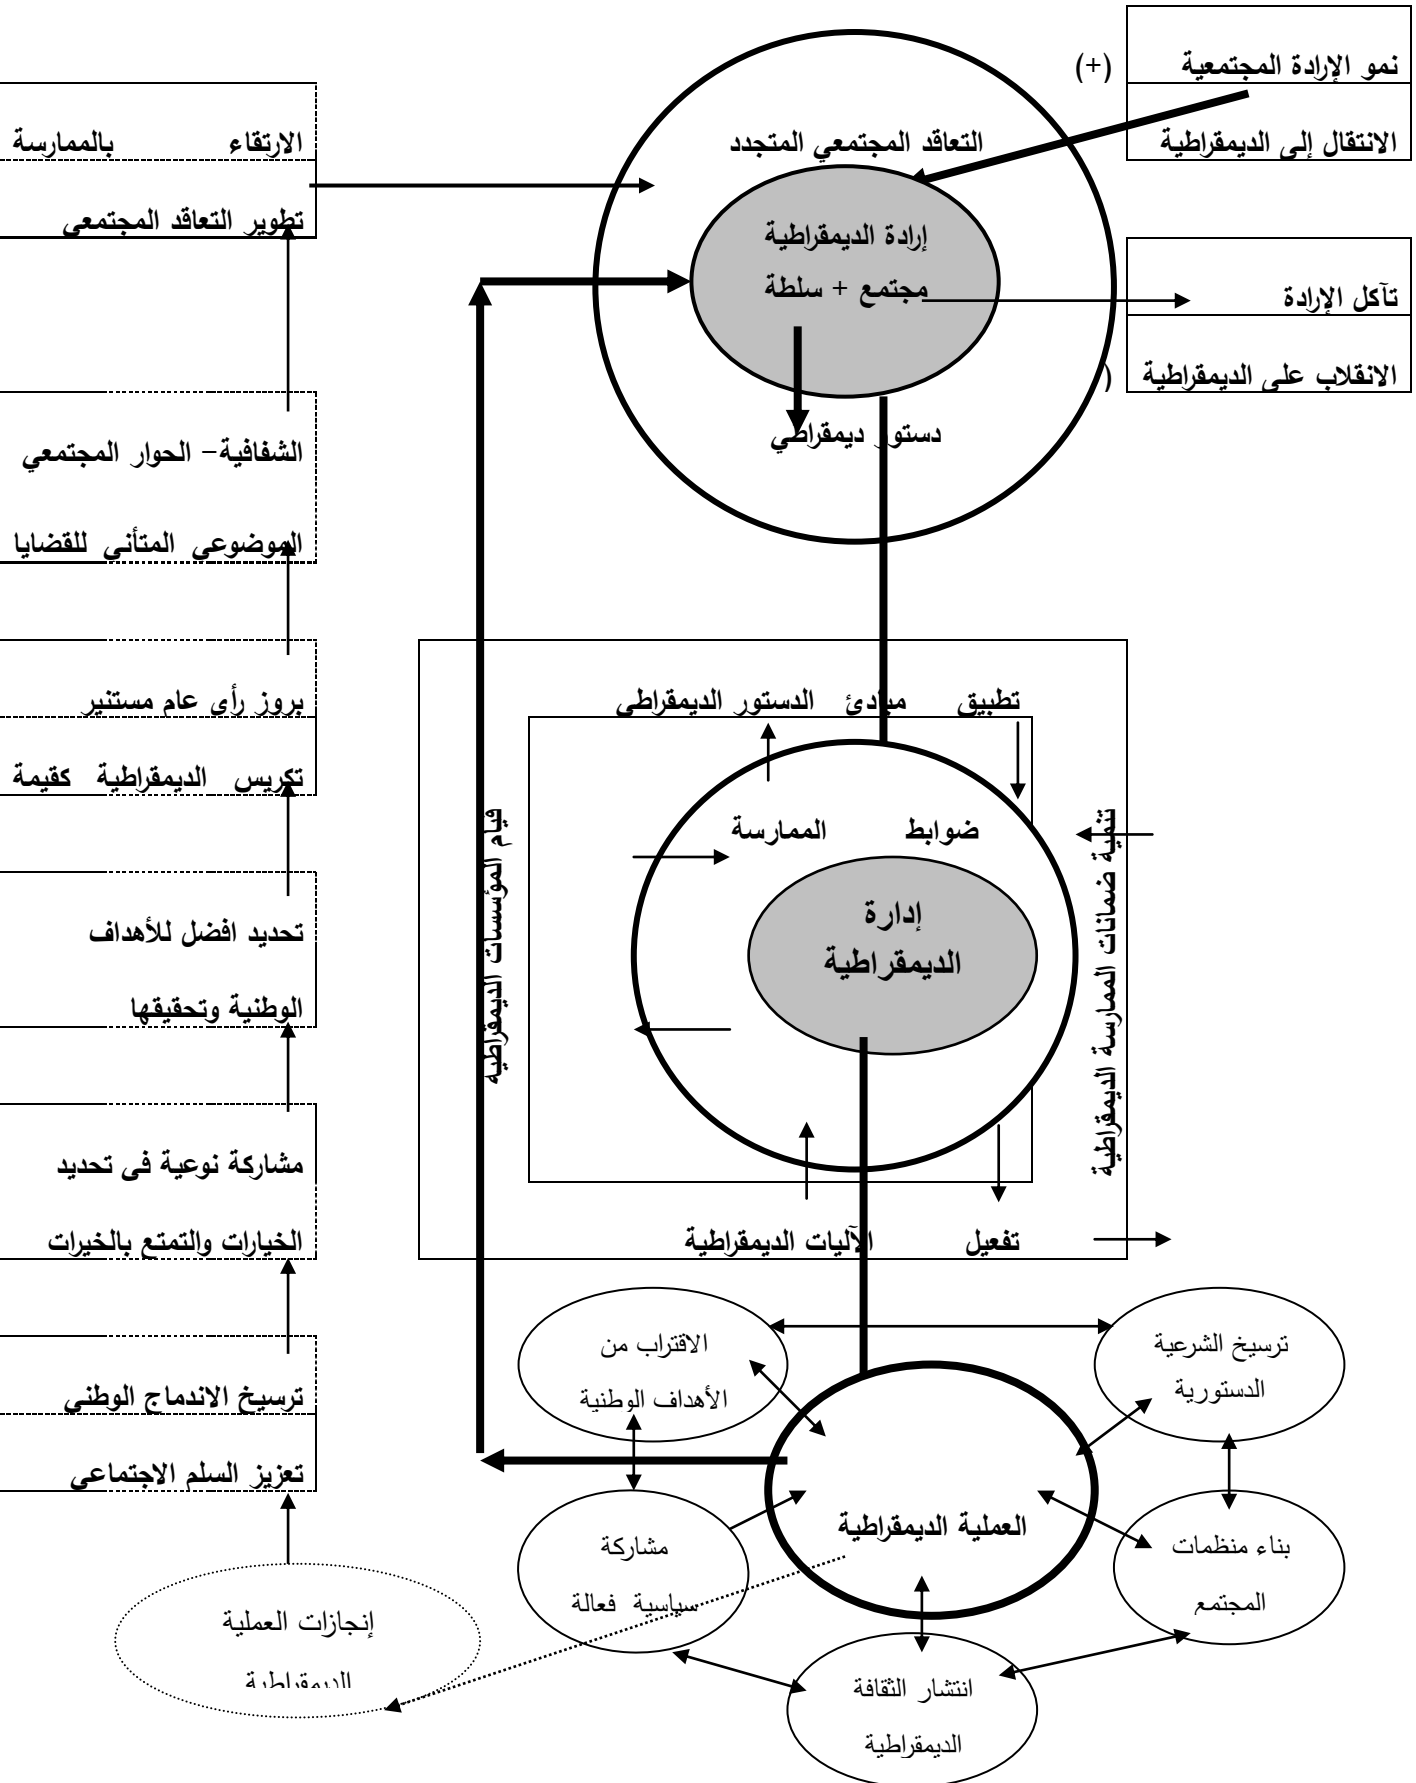 نمو الإرادة المجتمعية
(+)
الانتقال إلى الديمقراطية
تآكل الإرادة
الانقلاب على الديمقراطية
)
التعاقد المجتمعي المتجدد
إرادة الديمقراطية
مجتمع + سلطة
دستور ديمقراطي
الارتقاء بالممارسة
تطوير التعاقد المجتمعي
الشفافية- الحوار المجتمعي
الموضوعي المتأني للقضايا
بروز رأي عام مستنير
تكريس الديمقراطية كقيمة
تحديد افضل للأهداف
الوطنية وتحقيقها
مشاركة نوعية في تحديد
الخيارات والتمتع بالخيرات
ترسيخ الاندماج الوطني
تعزيز السلم الاجتماعي
إنجازات العملية
الديمقراطية
تطبيق مبادئ الدستور الديمقراطي
تنمية ضمانات الممارسة الديمقراطية
قيام المؤسسات الديمقراطية
ضوابط الممارسة
إدارة
الديمقراطية
تفعيل الآليات الديمقراطية
ترسيخ الشرعية
الدستورية
الاقتراب من
الأهداف الوطنية
العملية الديمقراطية
بناء منظمات
المجتمع
مشاركة
سياسية فعالة
انتشار الثقافة
الديمقراطية